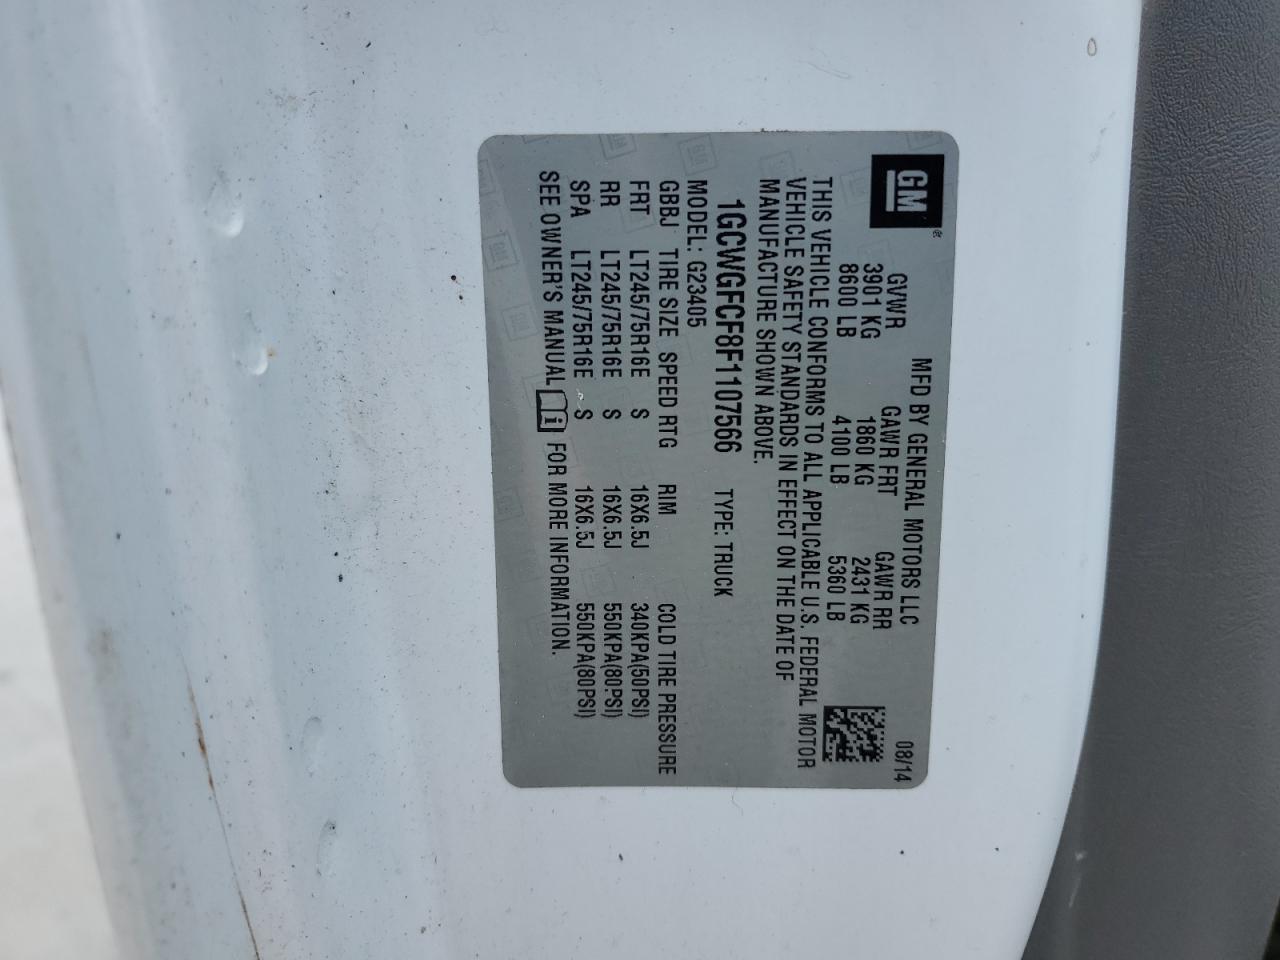 GM
MFD BY GENERAL MOTORS LLC 08/14
GVWR GAWR FRT GAWR RR
3901 KG 1860 KG 2431 KG
8600 LB 4100 LB 5360 LB
THIS VEHICLE CONFORMS TO ALL APPLICABLE U.S. FEDERAL MOTOR
VEHICLE SAFETY STANDARDS IN EFFECT ON THE DATE OF
MANUFACTURE SHOWN ABOVE.
1GCWGFCF8F1107566 TYPE: TRUCK
MODEL: G23405
GBBJ TIRE SIZE SPEED RTG RIM COLD TIRE PRESSURE
FRT LT245/75R16E S 16X6.5J 340KPA(50PSI)
RR LT245/75R16E S 16X6.5J 550KPA(80PSI)
SPA LT245/75R16E S 16X6.5J 550KPA(80PSI)
SEE OWNER'S MANUAL i FOR MORE INFORMATION.